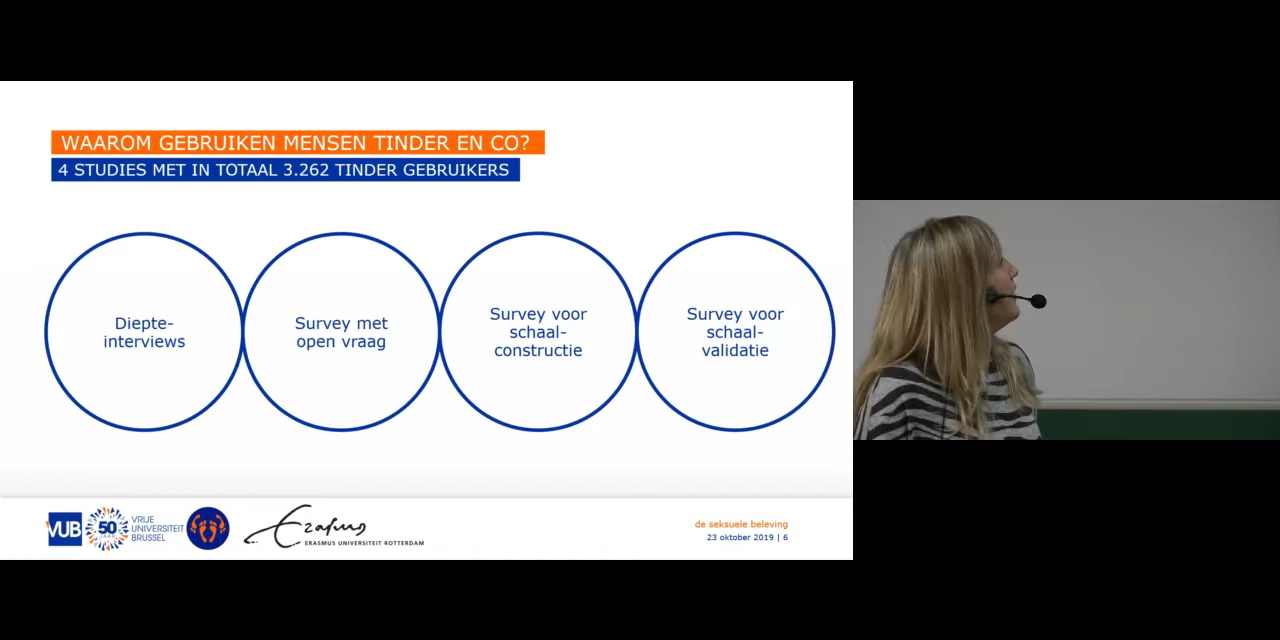 WAAROM GEBRUIKEN MENSEN TINDER EN CO?
4 STUDIES MET IN TOTAAL 3.262 TINDER GEBRUIKERS
Diepte-
interviews
Survey met
open vraag
Survey voor
schaal-
constructie
Survey voor
schaal-
validatie
VUB
50
JAAR
VRIJE
UNIVERSITEIT
BRUSSEL
Erasmus
ERASMUS UNIVERSITEIT ROTTERDAM
de seksuele beleving
23 oktober 2019 | 6